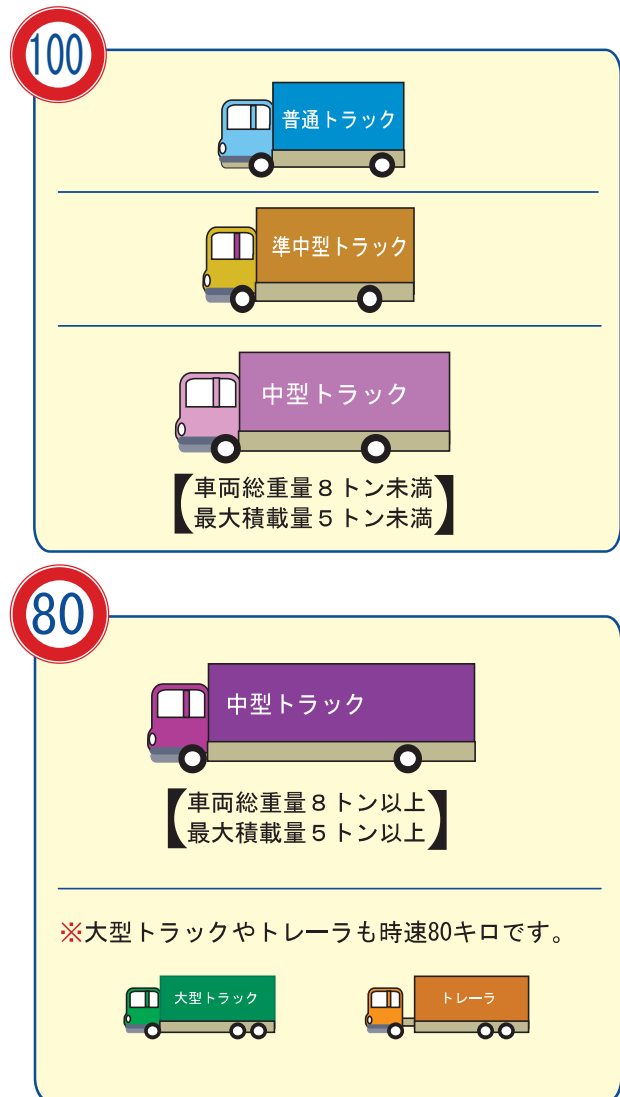 100
普通トラック
準中型トラック
中型トラック
【車両総重量８トン未満
最大積載量５トン未満】
80
中型トラック
【車両総重量８トン以上
最大積載量５トン以上】
※大型トラックやトレーラも時速80キロです。
大型トラック
トレーラ